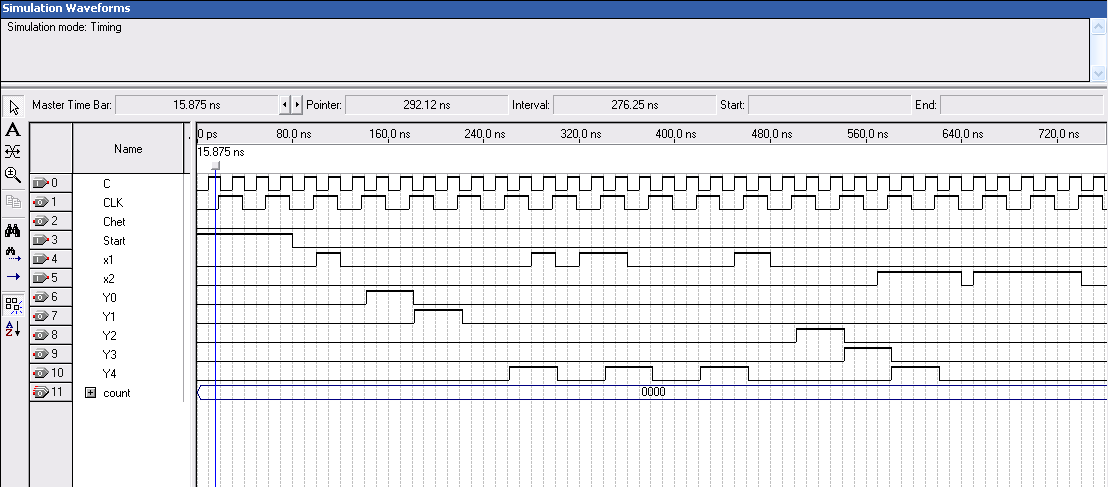 Simulation Waveforms
Simulation mode: Timing
Master Time Bar: 15.875 ns Pointer: 292.12 ns Interval: 276.25 ns Start: End:
Name 0 ps 80.0 ns 160.0 ns 240.0 ns 320.0 ns 400.0 ns 480.0 ns 560.0 ns 640.0 ns 720.0 ns
15.875 ns
0 C
1 CLK
2 Chet
3 Start
4 x1
5 x2
6 Y0
7 Y1
8 Y2
9 Y3
10 Y4
11 count 0000